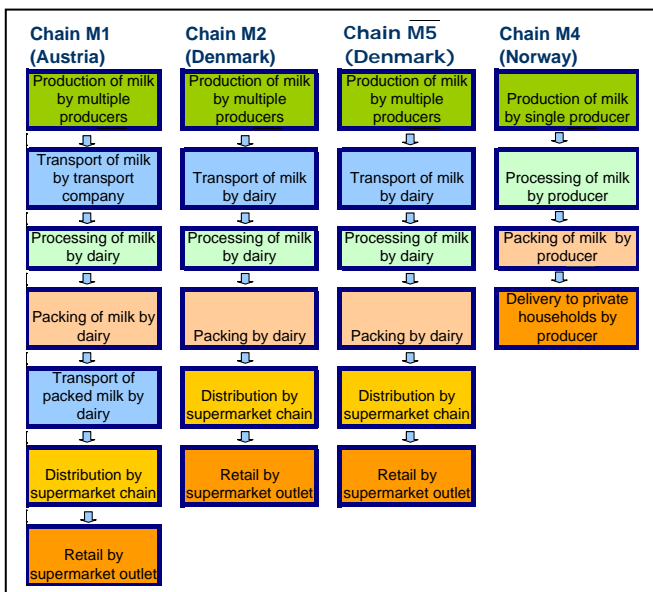 Chain M1
(Austria)
Production of milk
by multiple
producers
Transport of milk
by transport
company
Processing of milk
by dairy
Packing of milk by
dairy
Transport of
packed milk by
dairy
Distribution by
supermarket chain
Retail by
supermarket outlet
Chain M2
(Denmark)
Production of milk
by multiple
producers
Transport of milk
by dairy
Processing of milk
by dairy
Packing by dairy
Distribution by
supermarket chain
Retail by
supermarket outlet
Chain M5
(Denmark)
Production of milk
by multiple
producers
Transport of milk
by dairy
Processing of milk
by dairy
Packing by dairy
Distribution by
supermarket chain
Retail by
supermarket outlet
Chain M4
(Norway)
Production of milk
by single producer
Processing of milk
by producer
Packing of milk by
producer
Delivery to private
households by
producer